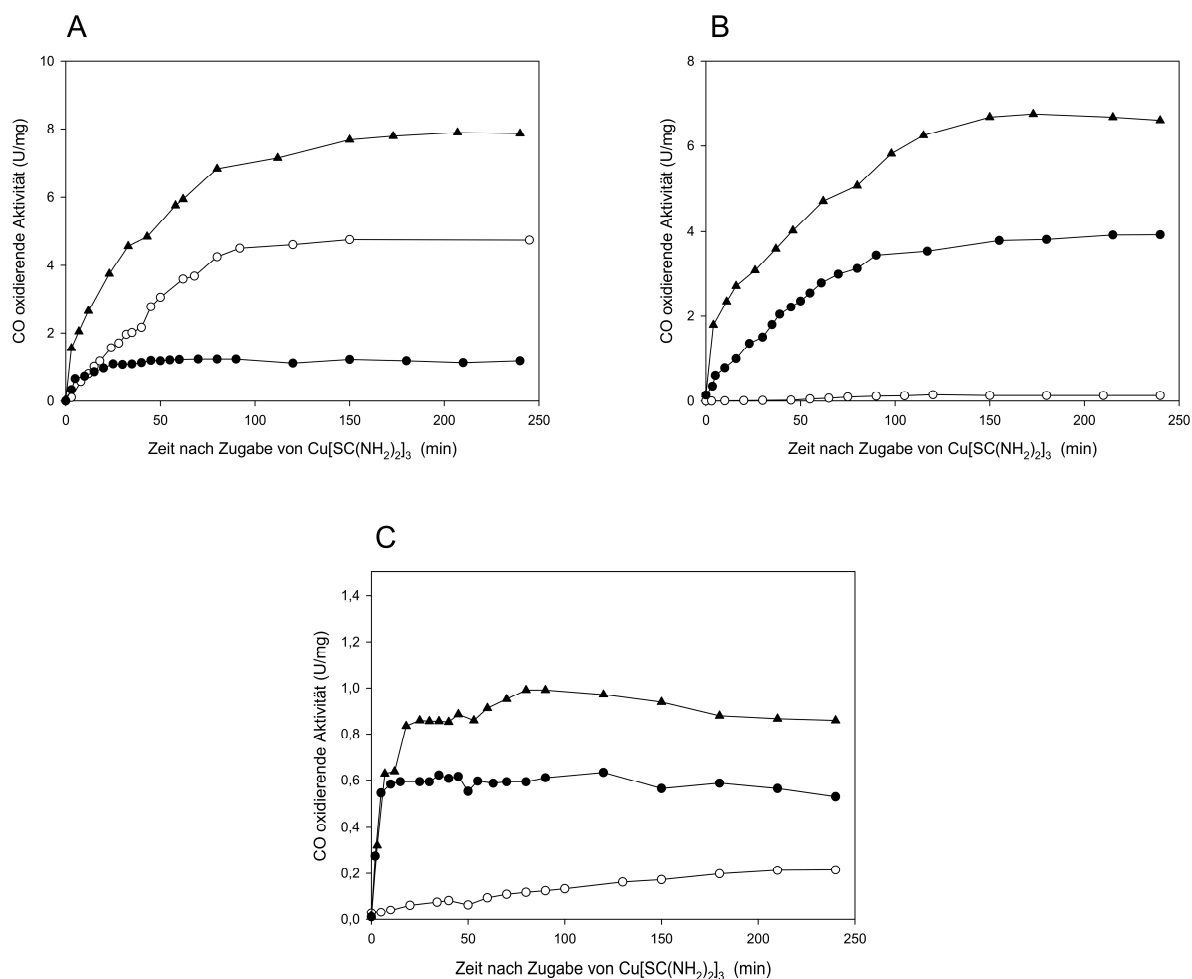 A
10
8
6
4
2
0
0 50 100 150 200 250
CO oxidierende Aktivität (U/mg)
Zeit nach Zugabe von Cu[SC(NH2)2]3 (min)
B
8
6
4
2
0
0 50 100 150 200 250
CO oxidierende Aktivität (U/mg)
Zeit nach Zugabe von Cu[SC(NH2)2]3 (min)
C
1,4
1,2
1,0
0,8
0,6
0,4
0,2
0,0
0 50 100 150 200 250
CO oxidierende Aktivität (U/mg)
Zeit nach Zugabe von Cu[SC(NH2)2]3 (min)